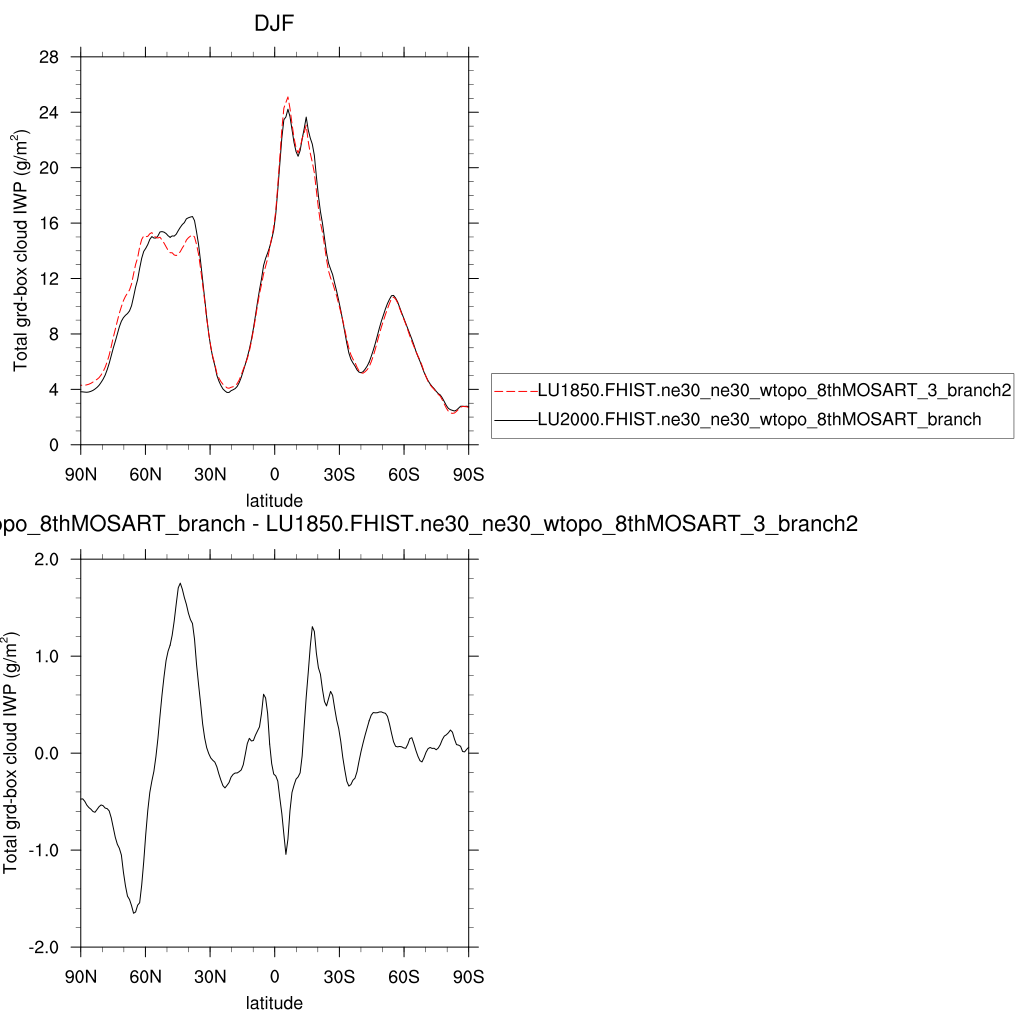 DJF
Total grd-box cloud IWP (g/m²)
28
24
20
16
12
8
4
0
90N 60N 30N 0 30S 60S 90S
latitude
LU1850.FHIST.ne30_ne30_wtopo_8thMOSART_3_branch2
LU2000.FHIST.ne30_ne30_wtopo_8thMOSART_branch
opo_8thMOSART_branch - LU1850.FHIST.ne30_ne30_wtopo_8thMOSART_3_branch2
Total grd-box cloud IWP (g/m²)
2.0
1.0
0.0
-1.0
-2.0
90N 60N 30N 0 30S 60S 90S
latitude